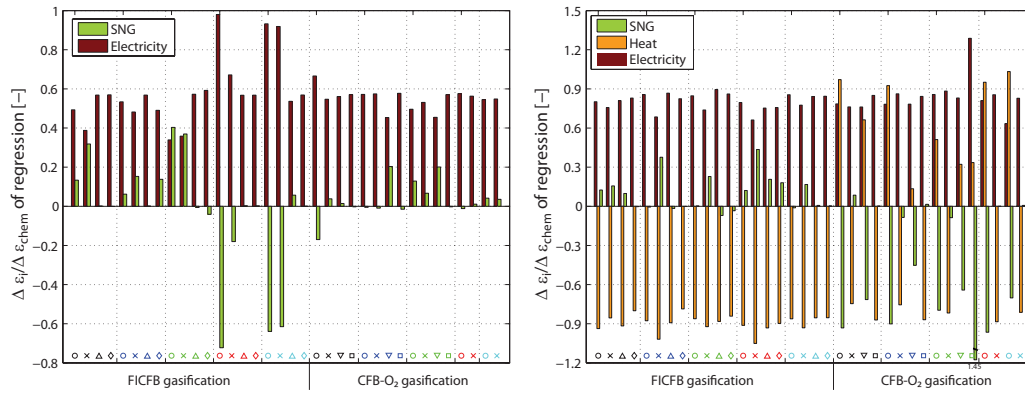 Δ εi/Δ εchem of regression [−]
1
0.8
0.6
0.4
0.2
0
−0.2
−0.4
−0.6
−0.8
SNG
Electricity
FICFB gasification
CFB-O₂ gasification
Δ εi/Δ εchem of regression [−]
1.5
1.2
0.9
0.6
0.3
0
−0.3
−0.6
−0.9
−1.2
SNG
Heat
Electricity
1.45
FICFB gasification
CFB-O₂ gasification